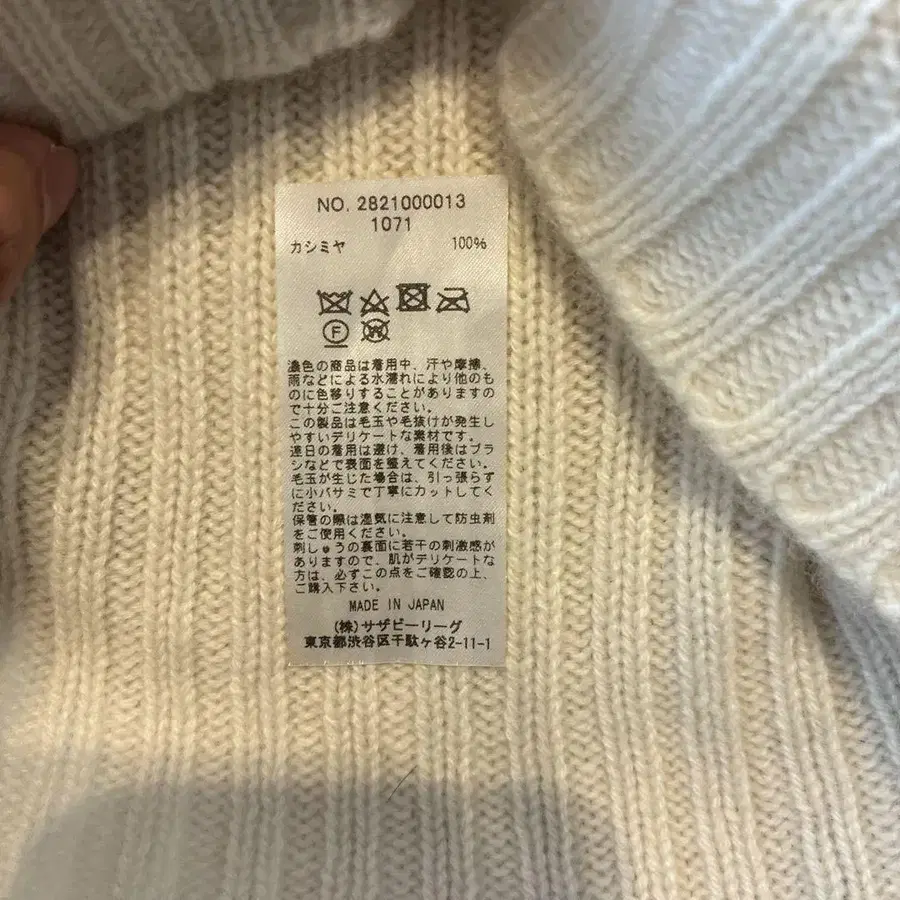 NO. 2821000013
1071
カシミヤ 100%
F
W
濃色の商品は着用中、汗や摩擦、
雨などによる水濡れにより他のも
のに色移りすることがありますの
で十分ご注意ください。
この製品は毛玉や毛抜けが発生し
やすいデリケートな素材です。
連日の着用は避け、着用後はブラ
シなどで表面を整えてください。
毛玉が生じた場合は、引っ張らず
に小バサミで丁寧にカットしてく
ださい。
保管の際は湿気に注意して防虫剤
をご使用ください。
刺しゅうの裏面に若干の刺激感が
ありますので、肌がデリケートな
方は、必ずこの点をご確認の上、
ご購入下さい。
MADE IN JAPAN
(株)サザビーリーグ
東京都渋谷区千駄ヶ谷2-11-1